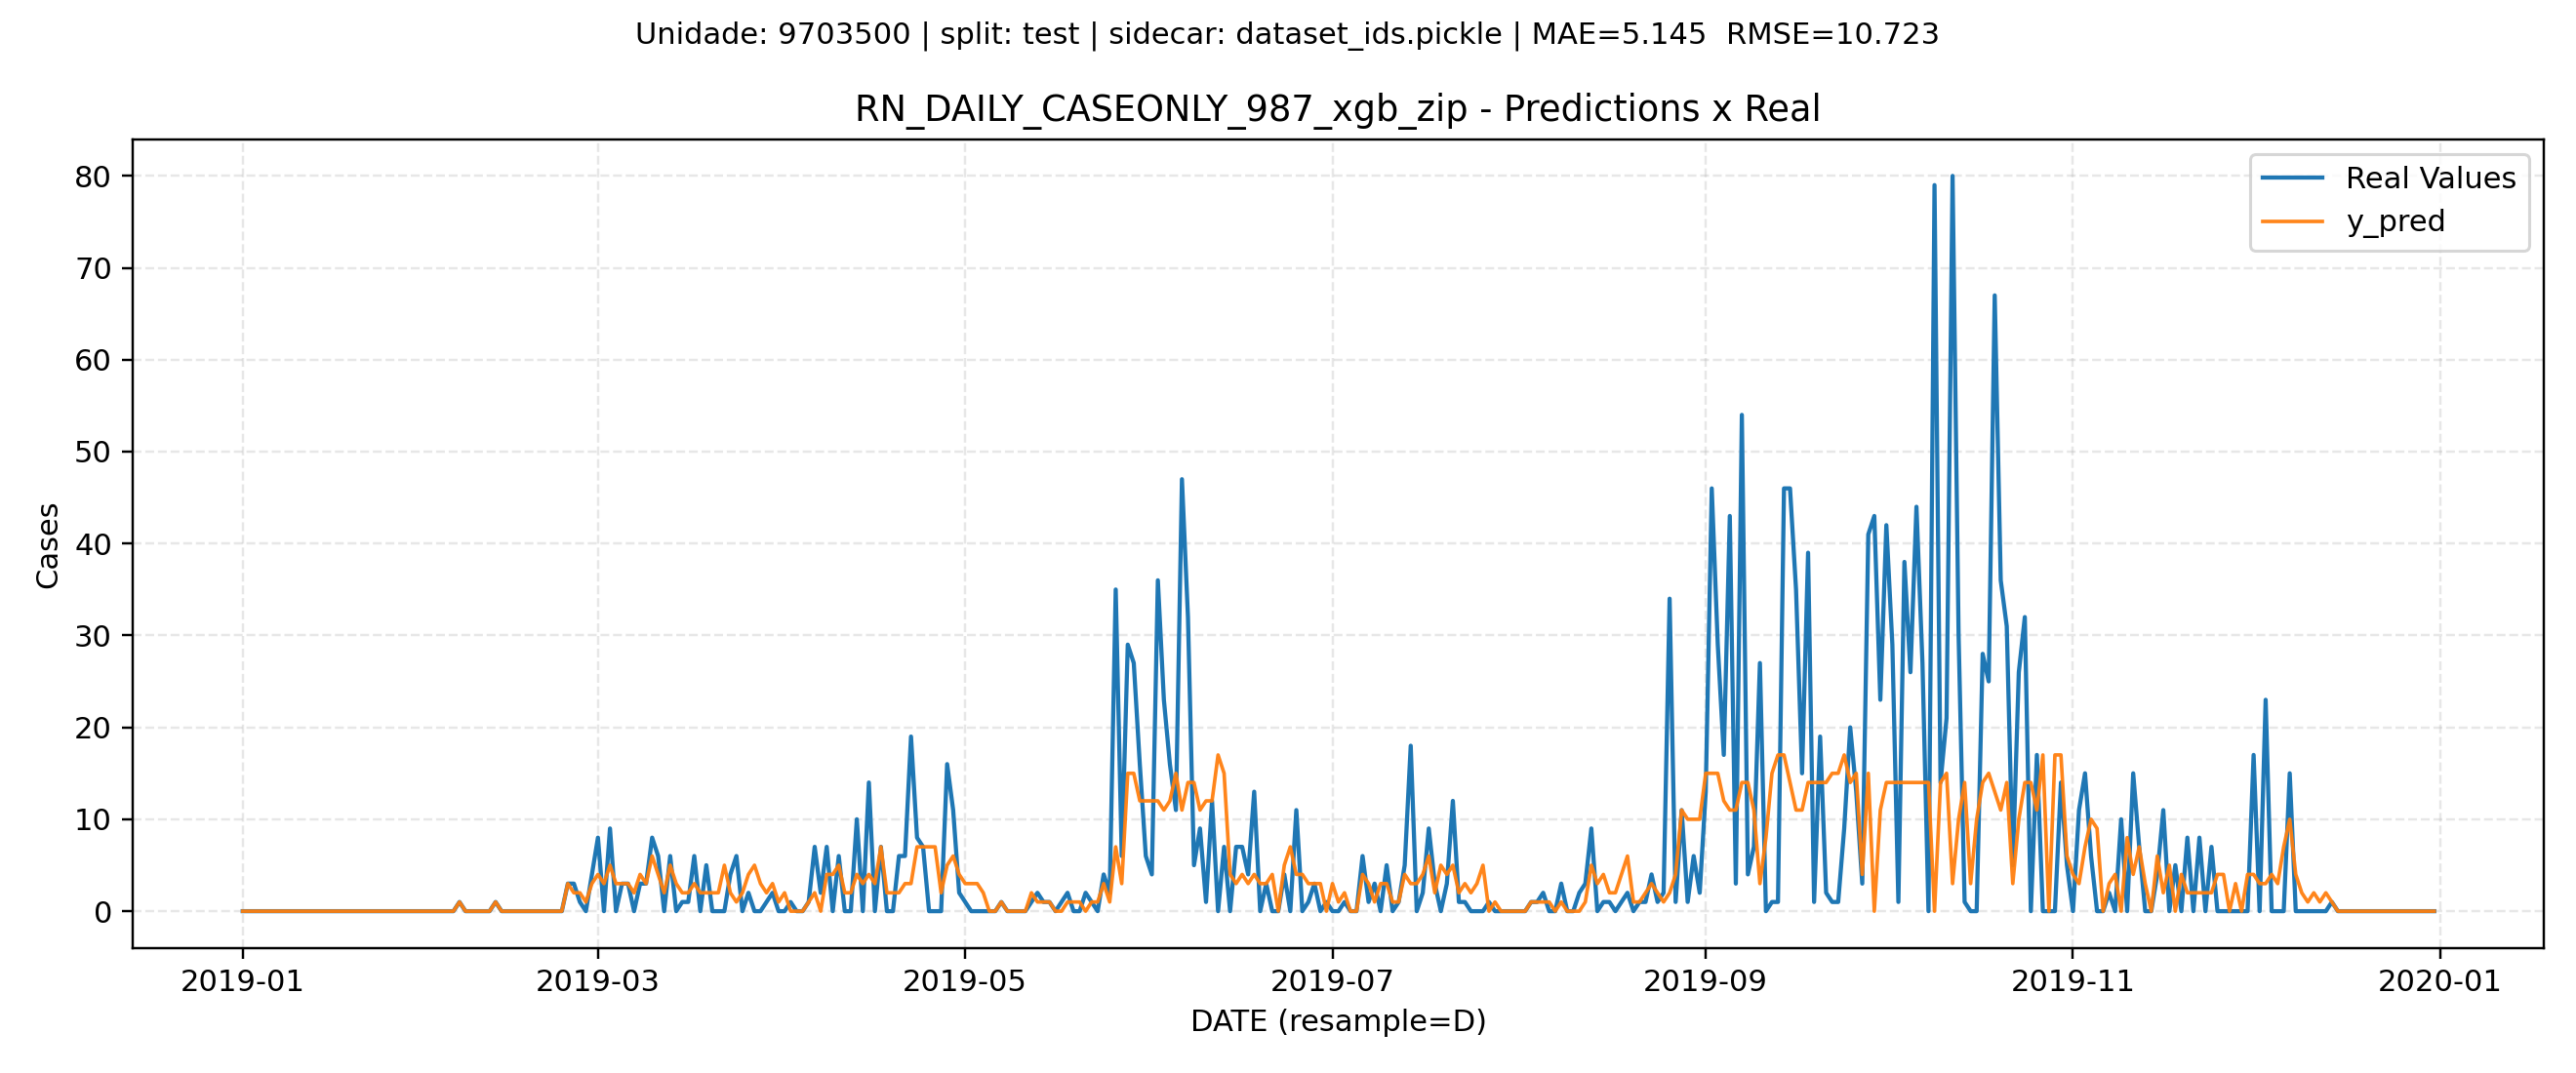 Unidade: 9703500 | split: test | sidecar: dataset_ids.pickle | MAE=5.145  RMSE=10.723
RN_DAILY_CASEONLY_987_xgb_zip - Predictions x Real
Real Values
y_pred
Cases
80
70
60
50
40
30
20
10
0
2019-01
2019-03
2019-05
2019-07
2019-09
2019-11
2020-01
DATE (resample=D)